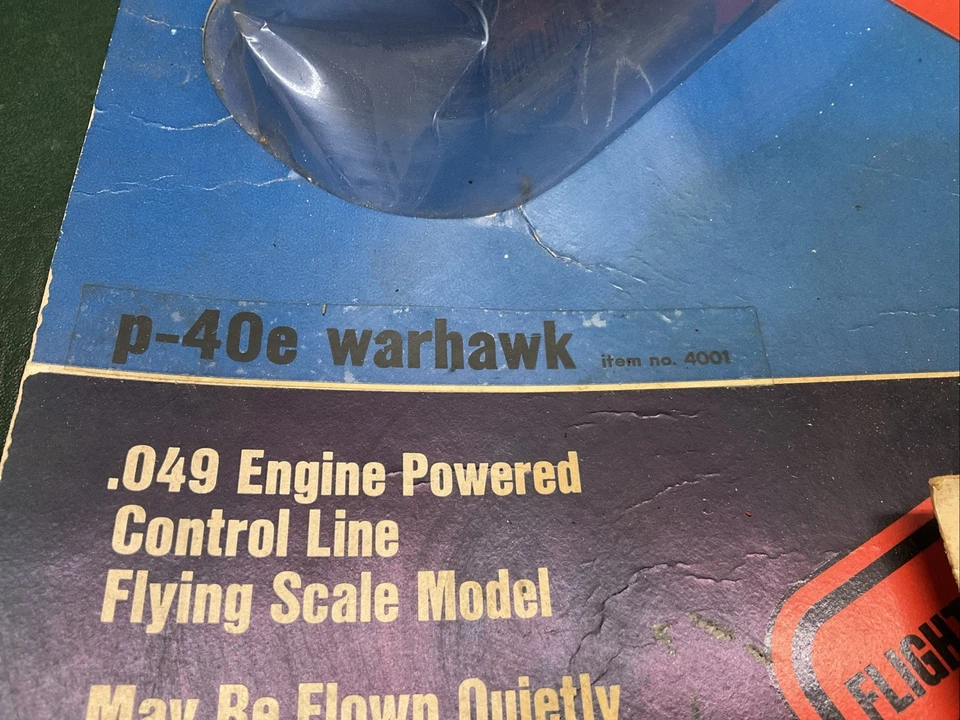 p-40e warhawk item no. 4001
.049 Engine Powered
Control Line
Flying Scale Model
May Be Flown Quietly